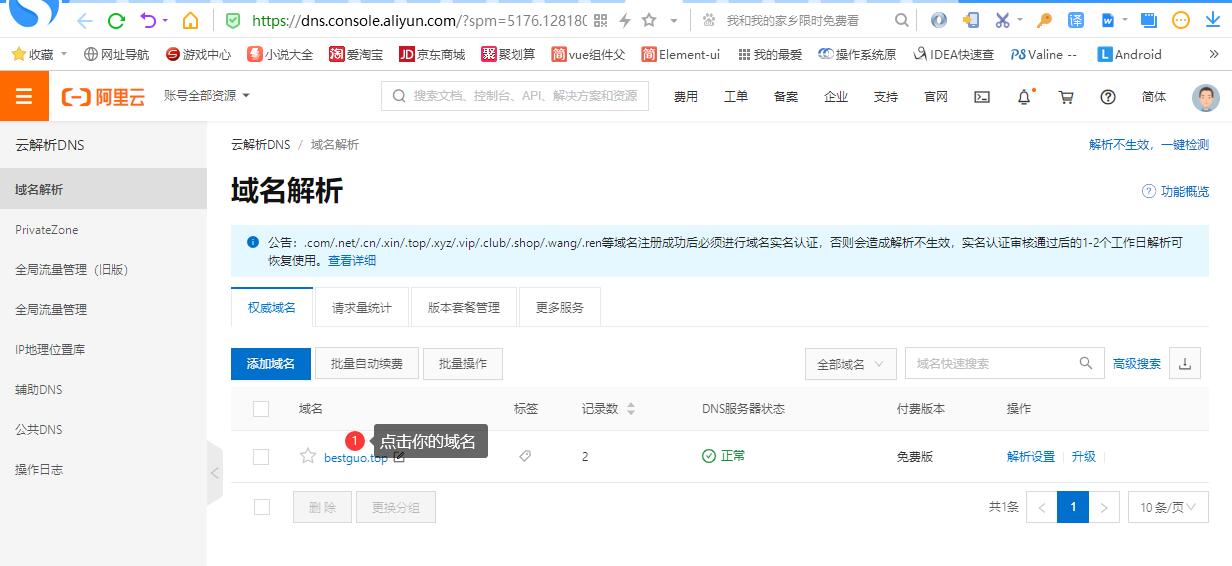 https://dns.console.aliyun.com/?spm=5176.12818
我和我的家乡限时免费看
译
收藏 网址导航 游戏中心 小说大全 爱淘宝 京东商城 聚划算 vue组件父 Element-ui 我的最爱 操作系统原 IDEA快速查 Valine -- Android
阿里云 账号全部资源 搜索文档、控制台、API、解决方案和资源 费用 工单 备案 企业 支持 官网 简体
云解析DNS
域名解析
PrivateZone
全局流量管理（旧版）
全局流量管理
IP地理位置库
辅助DNS
公共DNS
操作日志
云解析DNS / 域名解析 解析不生效，一键检测
域名解析 功能概览
公告：.com/.net/.cn/.xin/.top/.xyz/.vip/.club/.shop/.wang/.ren等域名注册成功后必须进行域名实名认证，否则会造成解析不生效，实名认证审核通过后的1-2个工作日解析可
恢复使用。查看详细
权威域名 请求量统计 版本套餐管理 更多服务
添加域名 批量自动续费 批量操作 全部域名 域名快速搜索 高级搜索
域名 标签 记录数 DNS服务器状态 付费版本 操作
1 点击你的域名
bestguo.top 2 正常 免费版 解析设置 升级
删除 更换分组 共1条 < 1 > 10 条/页